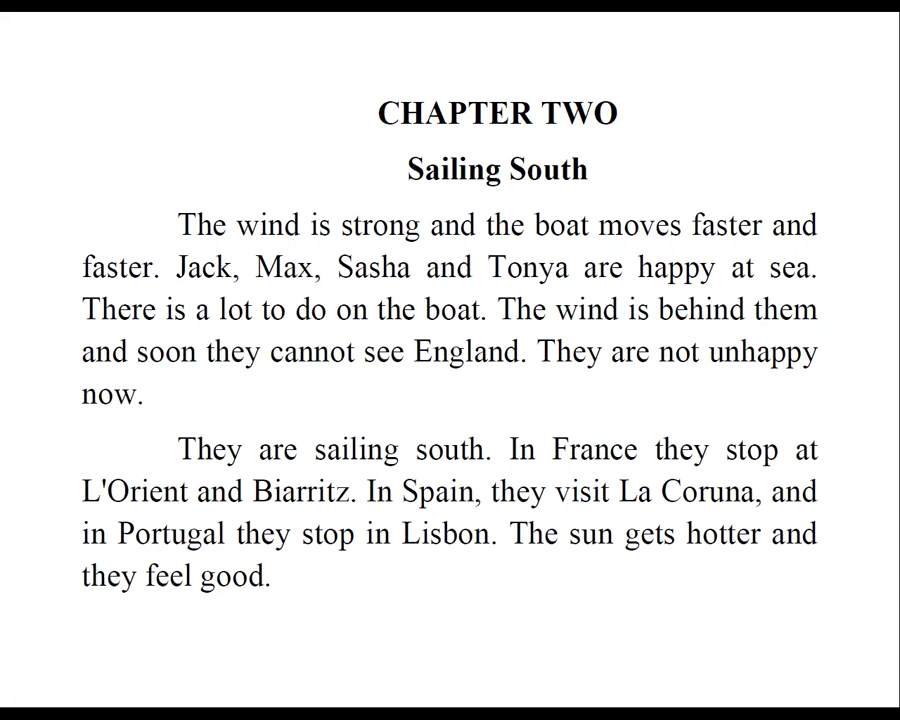 CHAPTER TWO
Sailing South
The wind is strong and the boat moves faster and
faster. Jack, Max, Sasha and Tonya are happy at sea.
There is a lot to do on the boat. The wind is behind them
and soon they cannot see England. They are not unhappy
now.
They are sailing south. In France they stop at
L'Orient and Biarritz. In Spain, they visit La Coruna, and
in Portugal they stop in Lisbon. The sun gets hotter and
they feel good.